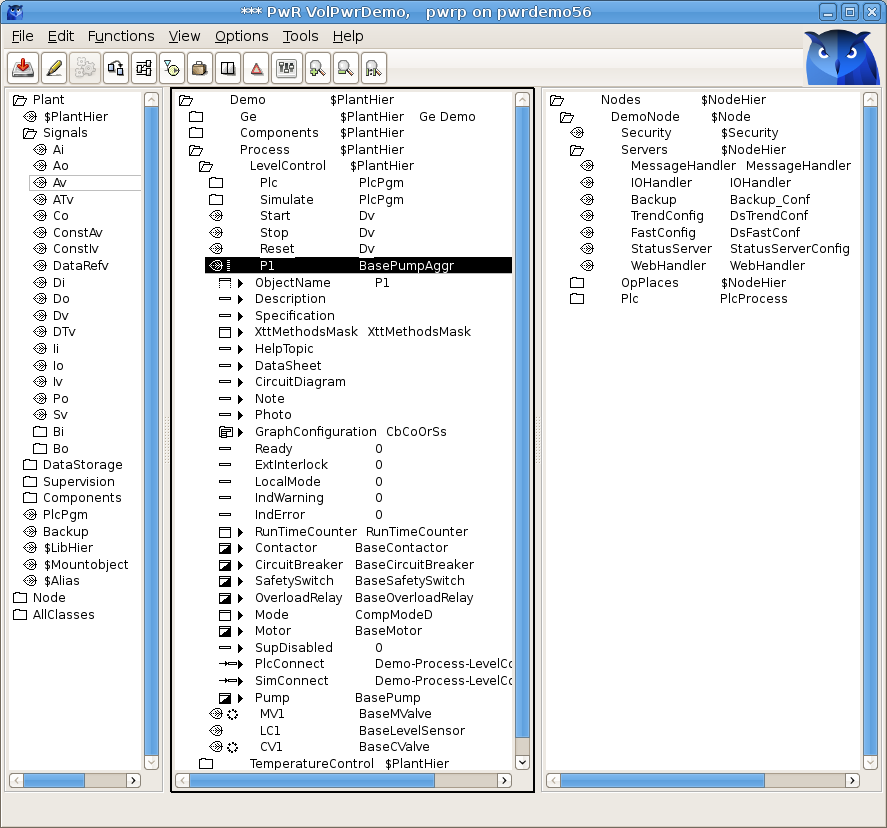 *** PwR VolPwrDemo,   pwrp on pwrdemo56
File Edit Functions View Options Tools Help
Plant
$PlantHier
Signals
Ai
Ao
Av
ATv
Co
ConstAv
ConstIv
DataRefv
Di
Do
Dv
DTv
Ii
Io
Iv
Po
Sv
Bi
Bo
DataStorage
Supervision
Components
PlcPgm
Backup
$LibHier
$Mountobject
$Alias
Node
AllClasses
Demo $PlantHier
Ge $PlantHier Ge Demo
Components $PlantHier
Process $PlantHier
LevelControl $PlantHier
Plc PlcPgm
Simulate PlcPgm
Start Dv
Stop Dv
Reset Dv
P1 BasePumpAggr
ObjectName P1
Description
Specification
XttMethodsMask XttMethodsMask
HelpTopic
DataSheet
CircuitDiagram
Note
Photo
GraphConfiguration CbCoOrSs
Ready 0
ExtInterlock 0
LocalMode 0
IndWarning 0
IndError 0
RunTimeCounter RunTimeCounter
Contactor BaseContactor
CircuitBreaker BaseCircuitBreaker
SafetySwitch BaseSafetySwitch
OverloadRelay BaseOverloadRelay
Mode CompModeD
Motor BaseMotor
SupDisabled 0
PlcConnect Demo-Process-LevelCo
SimConnect Demo-Process-LevelCo
Pump BasePump
MV1 BaseMValve
LC1 BaseLevelSensor
CV1 BaseCValve
TemperatureControl $PlantHier
Nodes $NodeHier
DemoNode $Node
Security $Security
Servers $NodeHier
MessageHandler MessageHandler
IOHandler IOHandler
Backup Backup_Conf
TrendConfig DsTrendConf
FastConfig DsFastConf
StatusServer StatusServerConfig
WebHandler WebHandler
OpPlaces $NodeHier
Plc PlcProcess